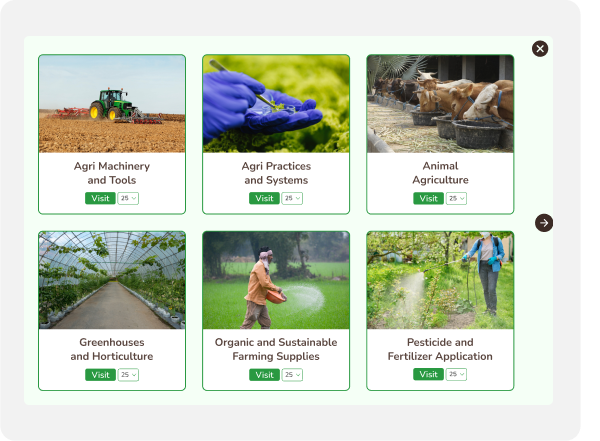 Agri Machinery
and Tools
Visit 25
Agri Practices
and Systems
Visit 25
Animal
Agriculture
Visit 25
Greenhouses
and Horticulture
Visit 25
Organic and Sustainable
Farming Supplies
Visit 25
Pesticide and
Fertilizer Application
Visit 25